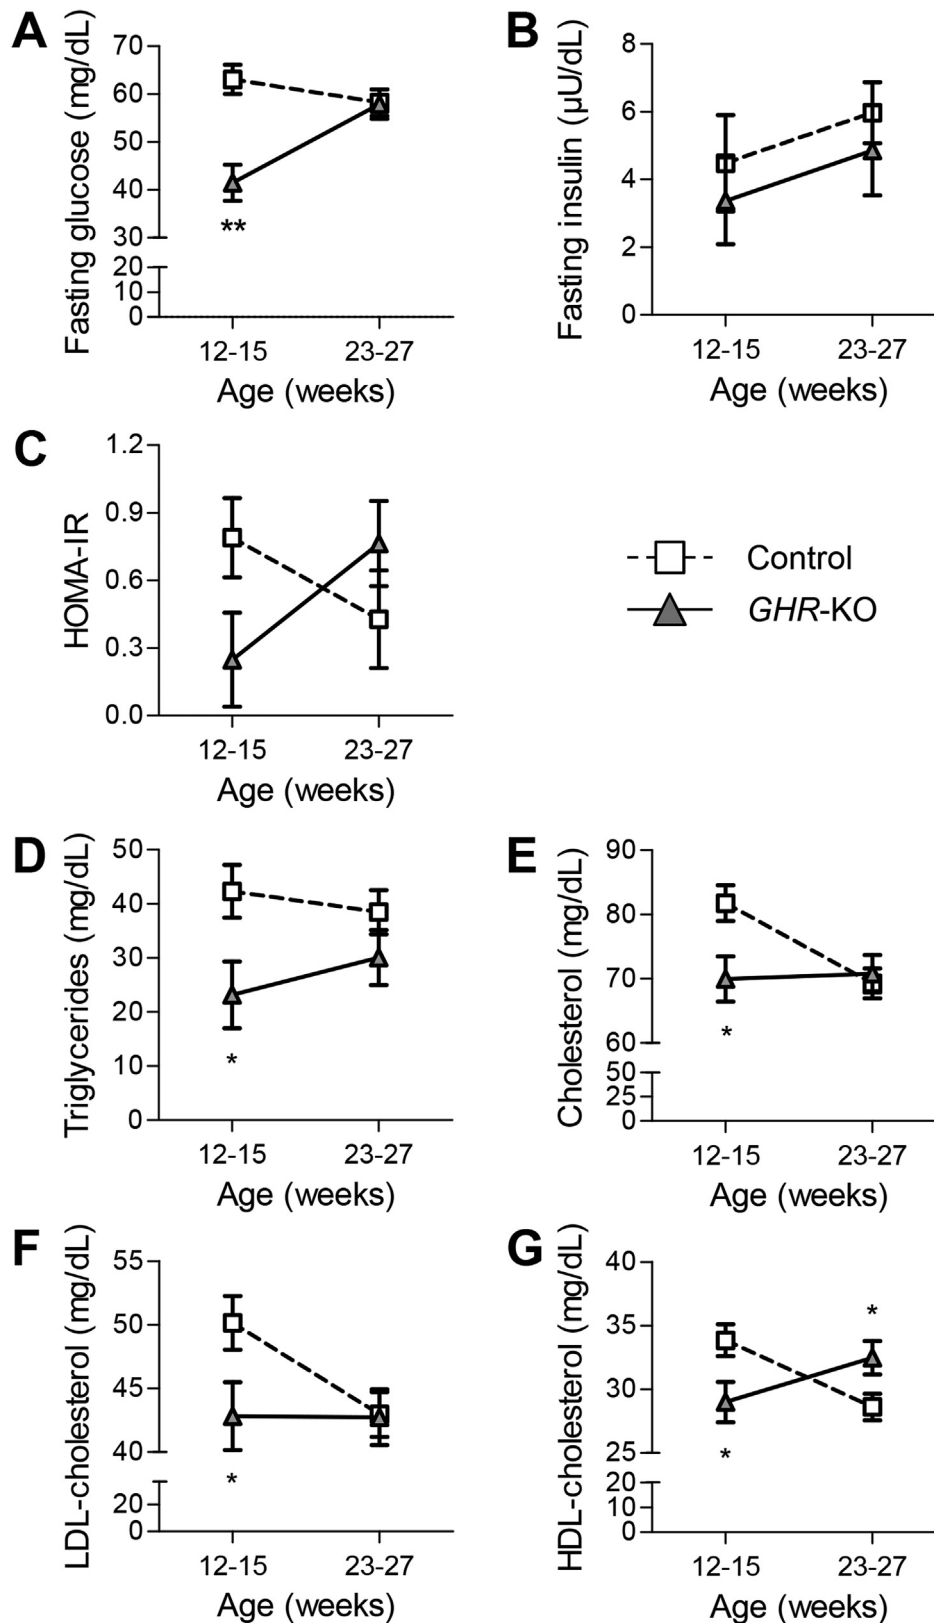 A
Fasting glucose (mg/dL)
70
60
50
40
30
20
10
0
**
12-15
23-27
Age (weeks)
B
Fasting insulin (µU/dL)
8
6
4
2
0
12-15
23-27
Age (weeks)
C
HOMA-IR
1.2
0.9
0.6
0.3
0.0
12-15
23-27
Age (weeks)
Control
GHR-KO
D
Triglycerides (mg/dL)
50
40
30
20
10
0
*
12-15
23-27
Age (weeks)
E
Cholesterol (mg/dL)
90
80
70
60
50
25
0
*
12-15
23-27
Age (weeks)
F
LDL-cholesterol (mg/dL)
55
50
45
40
20
0
*
12-15
23-27
Age (weeks)
G
HDL-cholesterol (mg/dL)
40
35
30
25
20
10
0
*
*
12-15
23-27
Age (weeks)